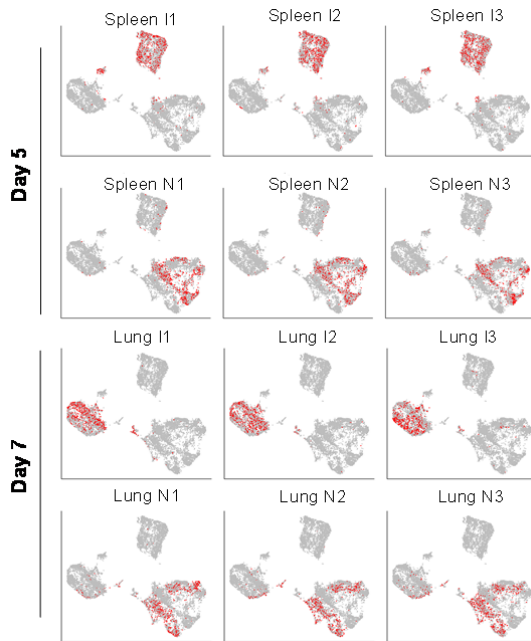 Spleen I1 Spleen I2 Spleen I3
Day 5
Spleen N1 Spleen N2 Spleen N3
Lung I1 Lung I2 Lung I3
Day 7
Lung N1 Lung N2 Lung N3